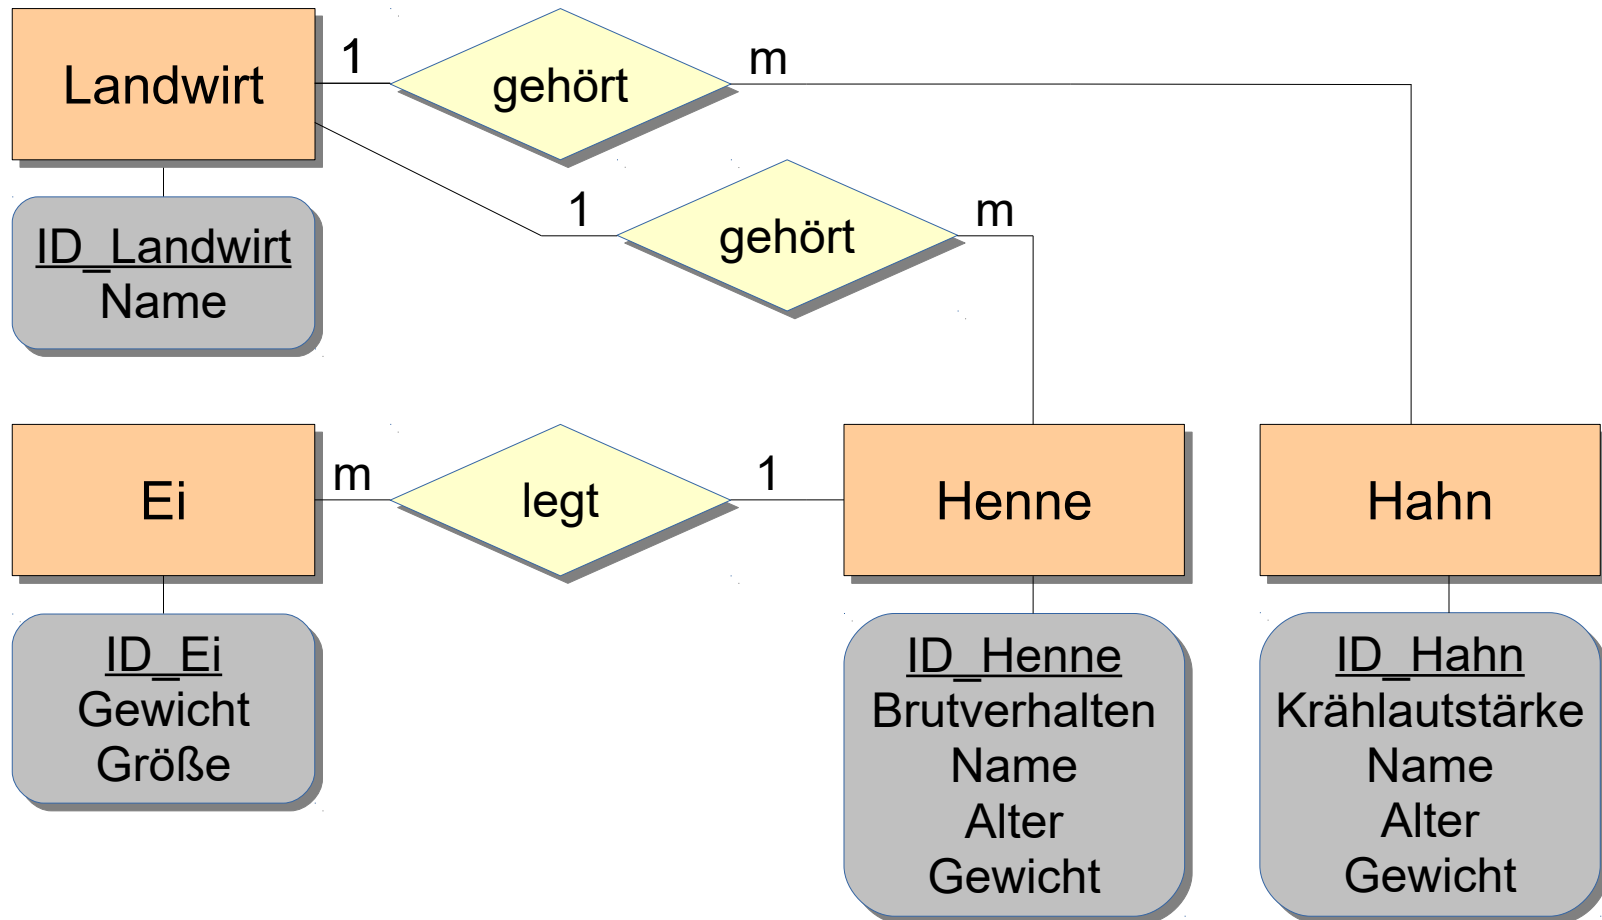 Landwirt
1
gehört
m
1
gehört
m
ID_Landwirt
Name
Ei
m
legt
1
Henne
Hahn
ID_Ei
Gewicht
Größe
ID_Henne
Brutverhalten
Name
Alter
Gewicht
ID_Hahn
Krählautstärke
Name
Alter
Gewicht